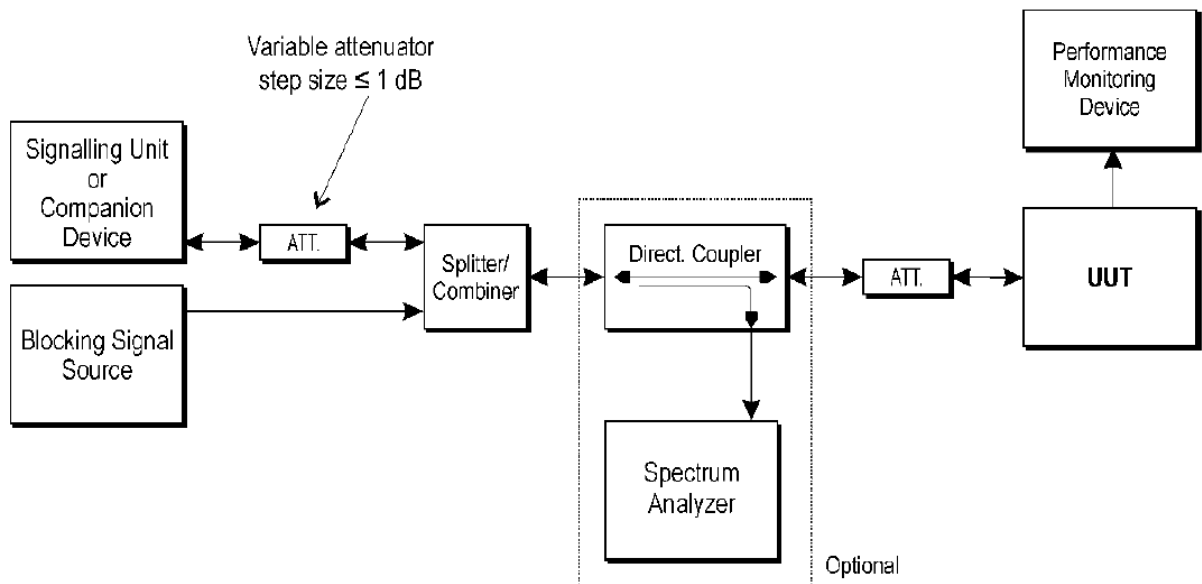 Variable attenuator
step size ≤ 1 dB
Performance
Monitoring
Device
Signalling Unit
or
Companion
Device
ATT.
Splitter/
Combiner
Direct. Coupler
ATT.
UUT
Blocking Signal
Source
Spectrum
Analyzer
Optional